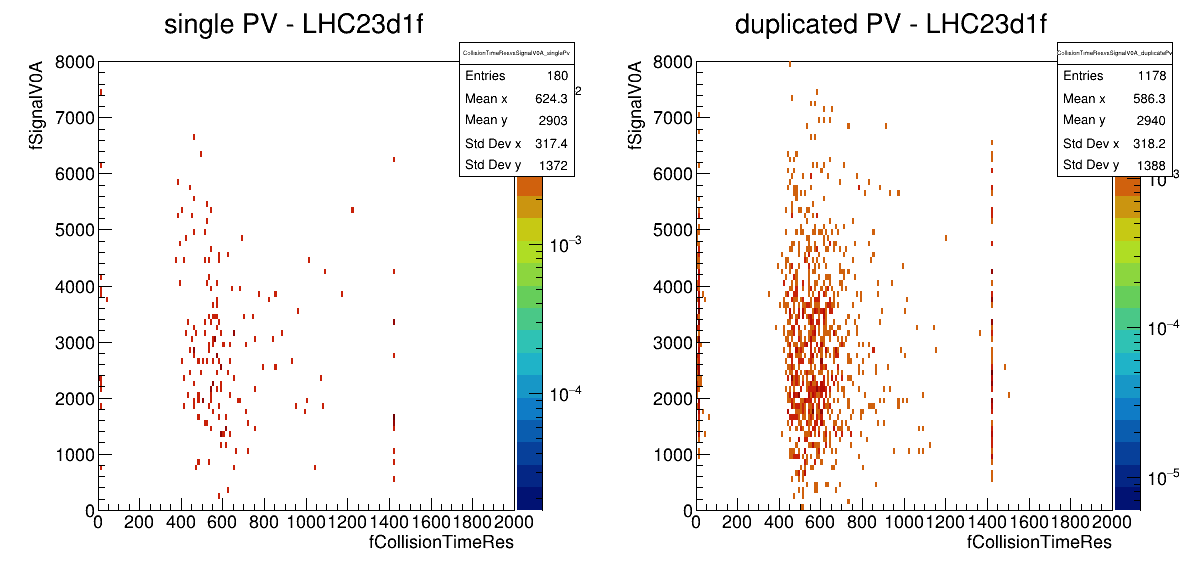 single PV - LHC23d1f
CollisionTimeResvsSignalV0A_singlePv
Entries 180
Mean x 624.3
Mean y 2903
Std Dev x 317.4
Std Dev y 1372
fSignalV0A
8000
7000
6000
5000
4000
3000
2000
1000
0
0 200 400 600 800 1000 1200 1400 1600 1800 2000
fCollisionTimeRes
2
10−3
10−4
duplicated PV - LHC23d1f
CollisionTimeResvsSignalV0A_duplicatePv
Entries 1178
Mean x 586.3
Mean y 2940
Std Dev x 318.2
Std Dev y 1388
fSignalV0A
8000
7000
6000
5000
4000
3000
2000
1000
0
0 200 400 600 800 1000 1200 1400 1600 1800 2000
fCollisionTimeRes
10−3
10−4
10−5